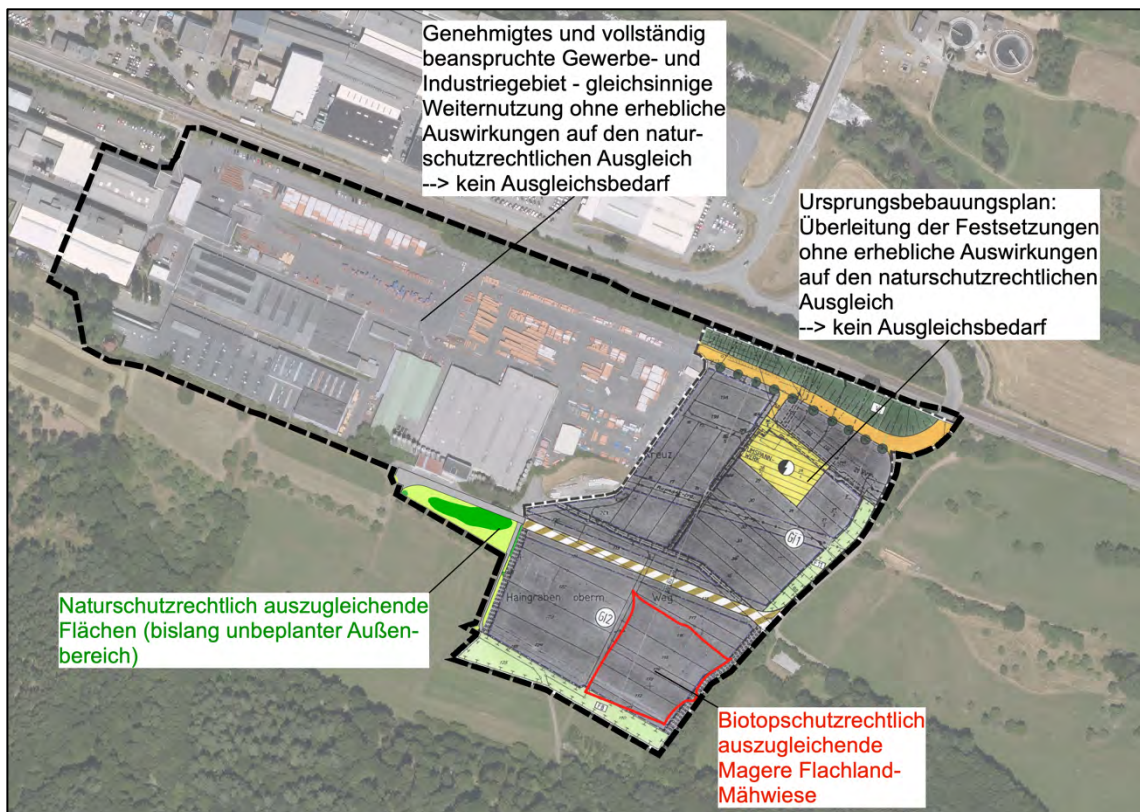 Genehmigtes und vollständig
beanspruchte Gewerbe- und
Industriegebiet - gleichsinnige
Weiternutzung ohne erhebliche
Auswirkungen auf den natur-
schutzrechtlichen Ausgleich
--> kein Ausgleichsbedarf
Ursprungsbebauungsplan:
Überleitung der Festsetzungen
ohne erhebliche Auswirkungen
auf den naturschutzrechtlichen
Ausgleich
--> kein Ausgleichsbedarf
Kreuz
GI1
Haingraben oberm Weg
GI2
Naturschutzrechtlich auszugleichende
Flächen (bislang unbeplanter Außen-
bereich)
Biotopschutzrechtlich
auszugleichende
Magere Flachland-
Mähwiese